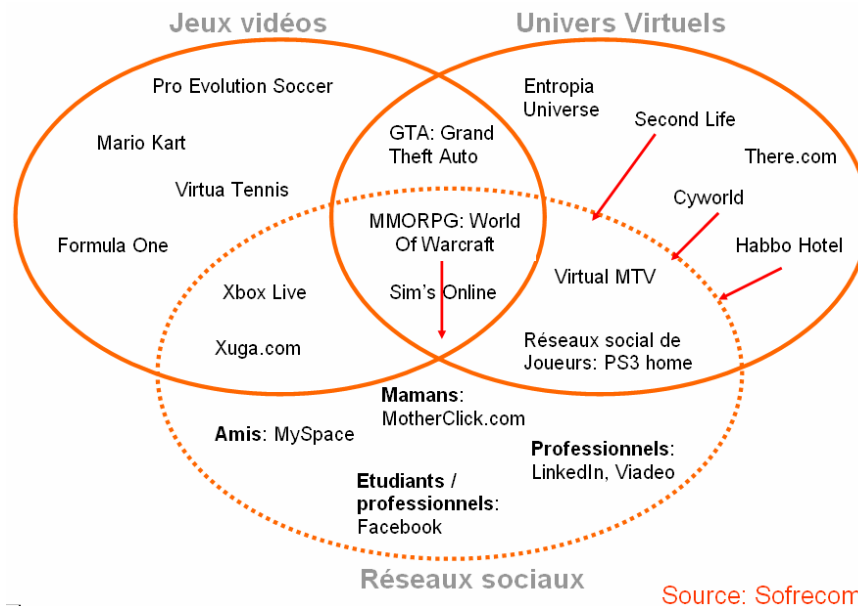 Jeux vidéos
Univers Virtuels
Pro Evolution Soccer
Entropia
Universe
Second Life
GTA: Grand
Theft Auto
Mario Kart
There.com
Virtua Tennis
Cyworld
MMORPG: World
Of Warcraft
Formula One
Habbo Hotel
Virtual MTV
Xbox Live
Sim's Online
Xuga.com
Réseaux social de
Joueurs: PS3 home
Mamans:
MotherClick.com
Amis: MySpace
Professionnels:
LinkedIn, Viadeo
Etudiants /
professionnels:
Facebook
Réseaux sociaux
Source: Sofrecom